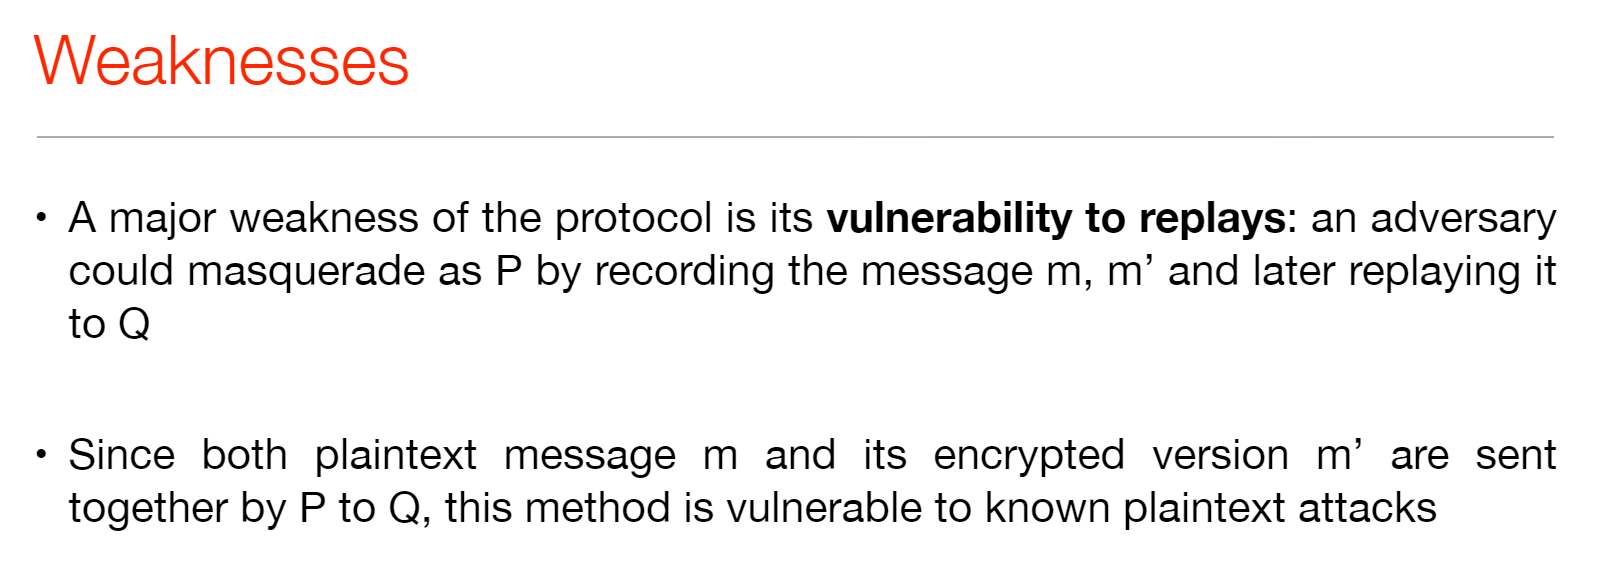 Weaknesses
• A major weakness of the protocol is its vulnerability to replays: an adversary
could masquerade as P by recording the message m, m’ and later replaying it
to Q
• Since both plaintext message m and its encrypted version m’ are sent
together by P to Q, this method is vulnerable to known plaintext attacks